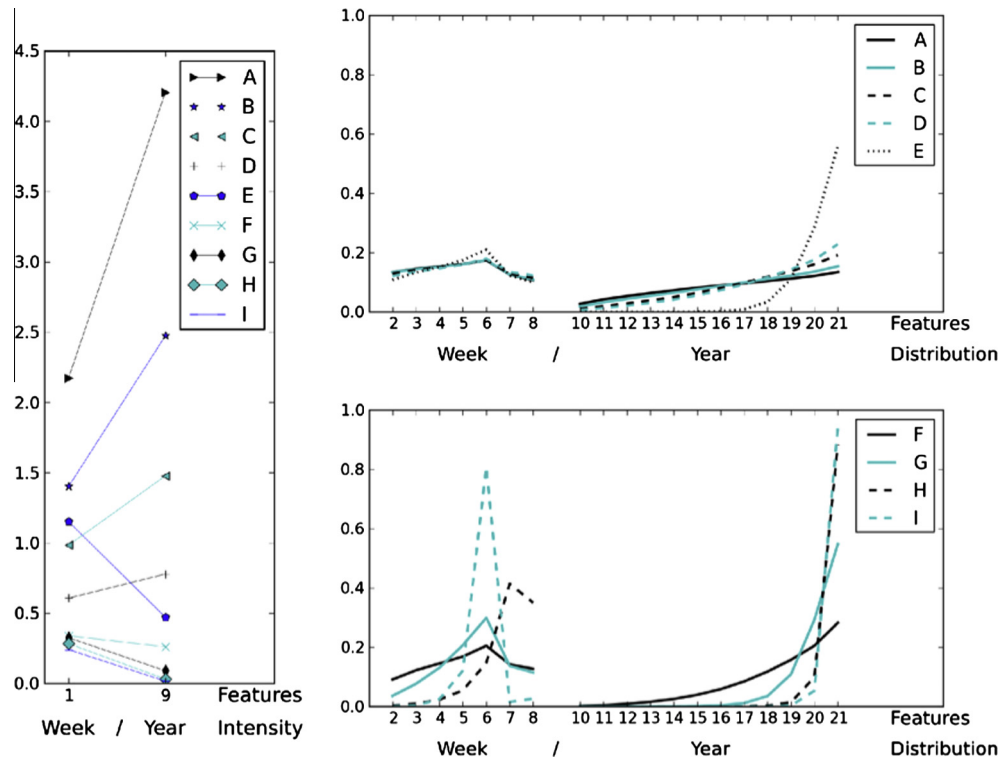 4.5
4.0
3.5
3.0
2.5
2.0
1.5
1.0
0.5
0.0
A
B
C
D
E
F
G
H
I
1 9 Features
Week / Year Intensity
1.0
0.8
0.6
0.4
0.2
0.0
A
B
C
D
E
2 3 4 5 6 7 8 10 11 12 13 14 15 16 17 18 19 20 21 Features
Week / Year Distribution
1.0
0.8
0.6
0.4
0.2
0.0
F
G
H
I
2 3 4 5 6 7 8 10 11 12 13 14 15 16 17 18 19 20 21 Features
Week / Year Distribution